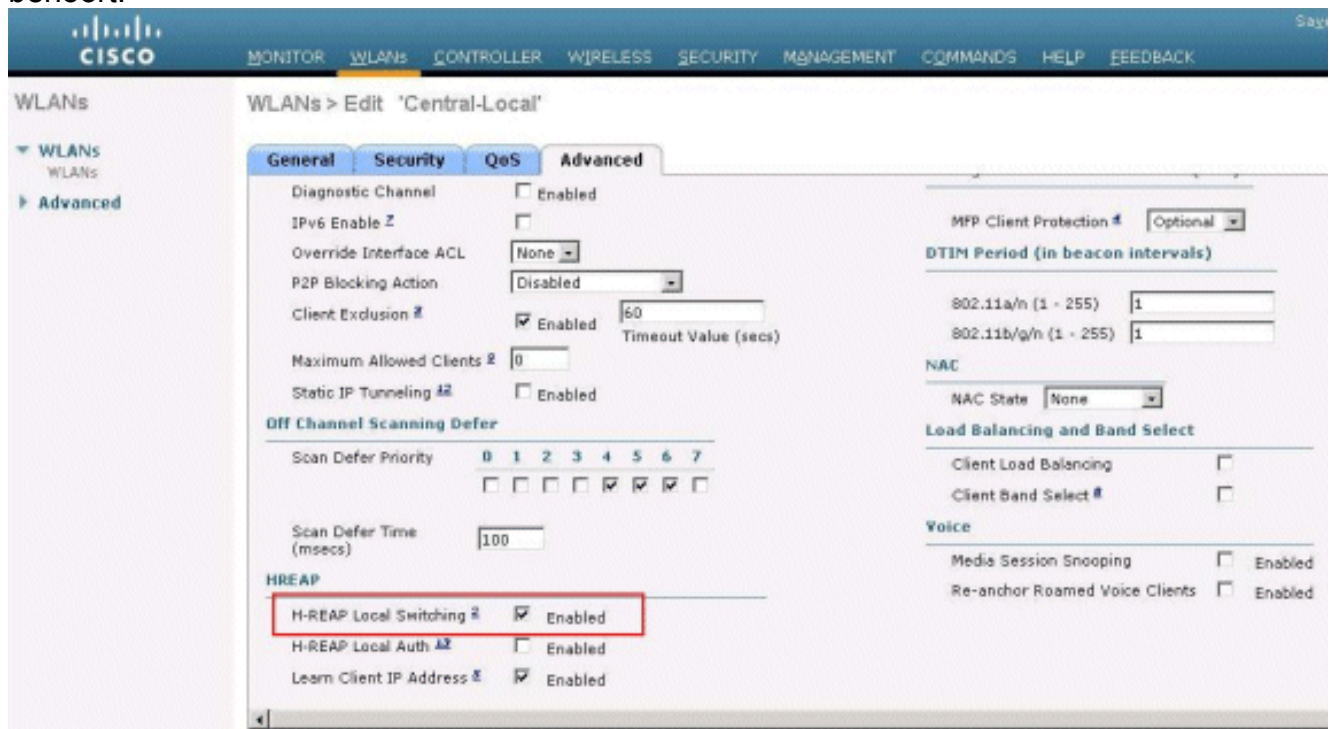 CISCO
Save
MONITOR WLANs CONTROLLER WIRELESS SECURITY MANAGEMENT COMMANDS HELP FEEDBACK
WLANs
WLANs > Edit 'Central-Local'
WLANs
WLANs
Advanced
General Security QoS Advanced
Diagnostic Channel Enabled
IPv6 Enable 7
Override Interface ACL None
P2P Blocking Action Disabled
Client Exclusion Enabled 60
Timeout Value (secs)
Maximum Allowed Clients 0
Static IP Tunneling Enabled
Off Channel Scanning Defer
Scan Defer Priority 0 1 2 3 4 5 6 7
Scan Defer Time
(msecs) 100
HREAP
H-REAP Local Switching 2 Enabled
H-REAP Local Auth 12 Enabled
Learn Client IP Address Enabled
MFP Client Protection 4 Optional
DTIM Period (in beacon intervals)
802.11a/n (1 - 255) 1
802.11b/g/n (1 - 255) 1
NAC
NAC State None
Load Balancing and Band Select
Client Load Balancing
Client Band Select
Voice
Media Session Snooping Enabled
Re-anchor Roamed Voice Clients Enabled